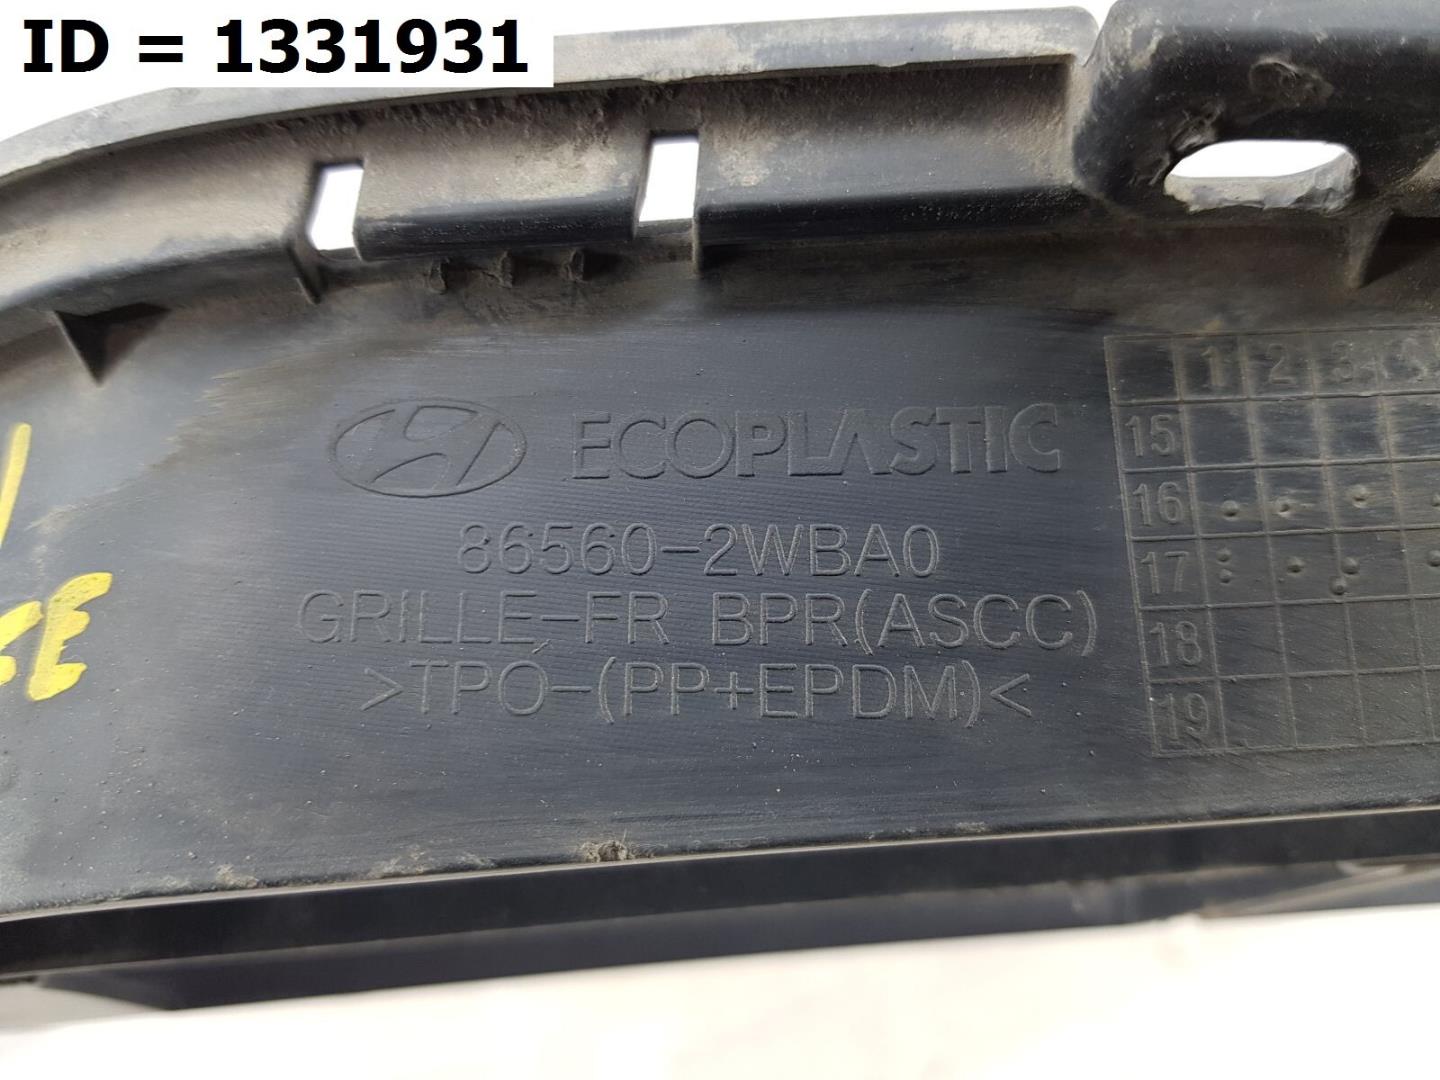 ID = 1331931
ECOPLASTIC
86560-2WBA0
GRILLE-FR BPR(ASCC)
>TPO-(PP+EPDM)<
1 2 3
15
16
17
18
19